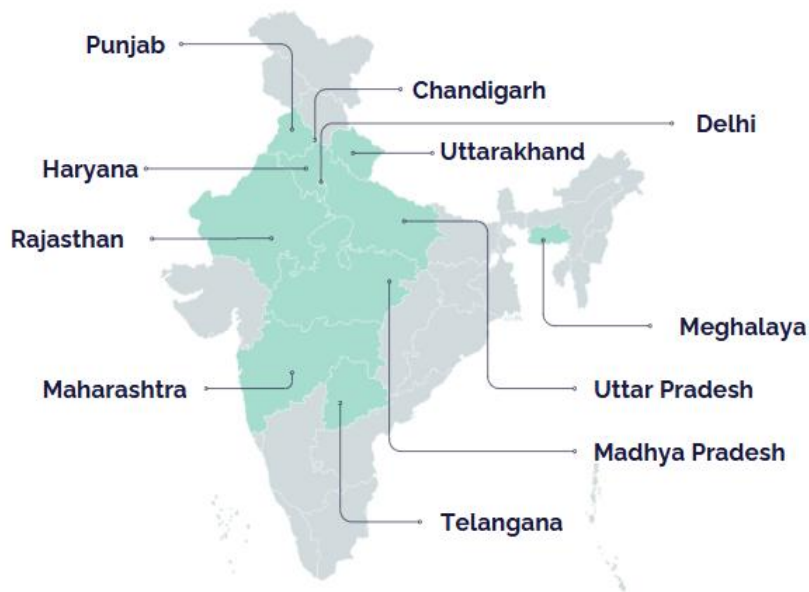 Punjab
Chandigarh
Delhi
Uttarakhand
Haryana
Rajasthan
Meghalaya
Maharashtra
Uttar Pradesh
Madhya Pradesh
Telangana